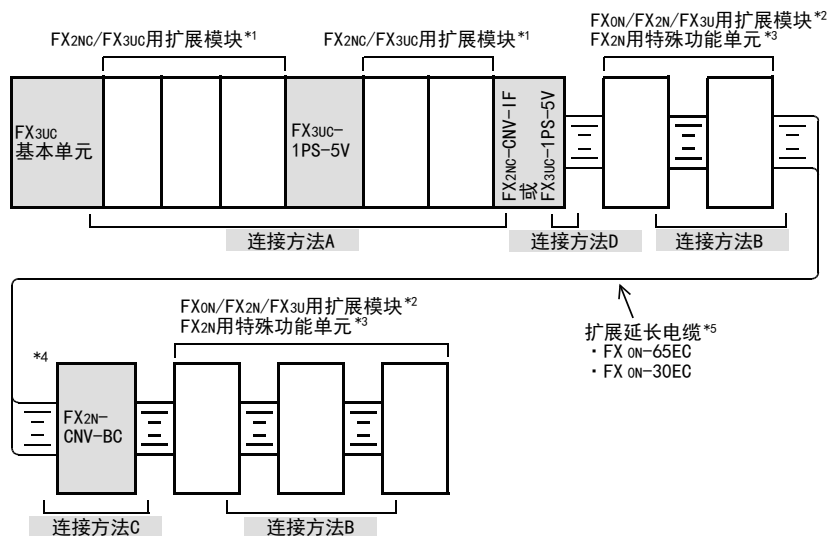 FX2NC/FX3UC用扩展模块*1
FX2NC/FX3UC用扩展模块*1
FX0N/FX2N/FX3U用扩展模块*2
FX2N用特殊功能单元*3
FX3UC
基本单元
FX3UC-
1PS-5V
FX2NC-CNV-IF
或
FX3UC-1PS-5V
连接方法A
连接方法D
连接方法B
FX0N/FX2N/FX3U用扩展模块*2
FX2N用特殊功能单元*3
扩展延长电缆*5
・FX 0N-65EC
・FX 0N-30EC
*4
FX2N-
CNV-BC
连接方法C
连接方法B